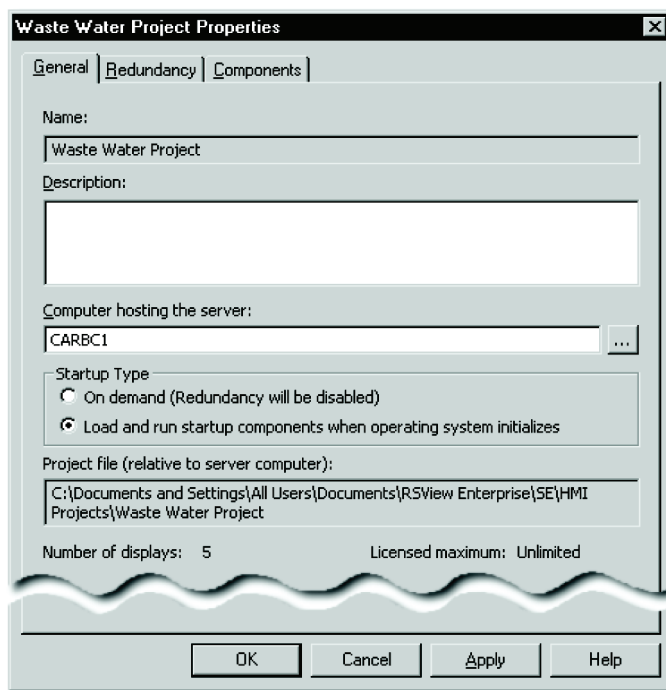 Waste Water Project Properties
General Redundancy Components
Name:
Waste Water Project
Description:
Computer hosting the server:
CARBC1
...
Startup Type
On demand (Redundancy will be disabled)
Load and run startup components when operating system initializes
Project file (relative to server computer):
C:\Documents and Settings\All Users\Documents\RSView Enterprise\SE\HMI
Projects\Waste Water Project
Number of displays: 5 Licensed maximum: Unlimited
OK Cancel Apply Help